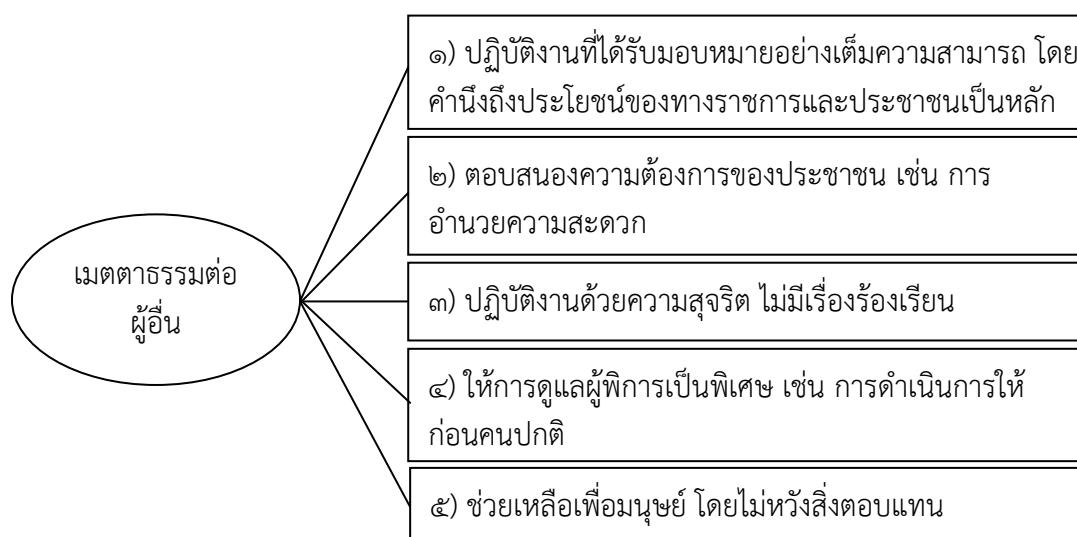 เมตตาธรรมต่อ
ผู้อื่น
๑) ปฏิบัติงานที่ได้รับมอบหมายอย่างเต็มความสามารถ โดย
คำนึงถึงประโยชน์ของทางราชการและประชาชนเป็นหลัก
๒) ตอบสนองความต้องการของประชาชน เช่น การ
อำนวยความสะดวก
๓) ปฏิบัติงานด้วยความสุจริต ไม่มีเรื่องร้องเรียน
๔) ให้การดูแลผู้พิการเป็นพิเศษ เช่น การดำเนินการให้
ก่อนคนปกติ
๕) ช่วยเหลือเพื่อมนุษย์ โดยไม่หวังสิ่งตอบแทน